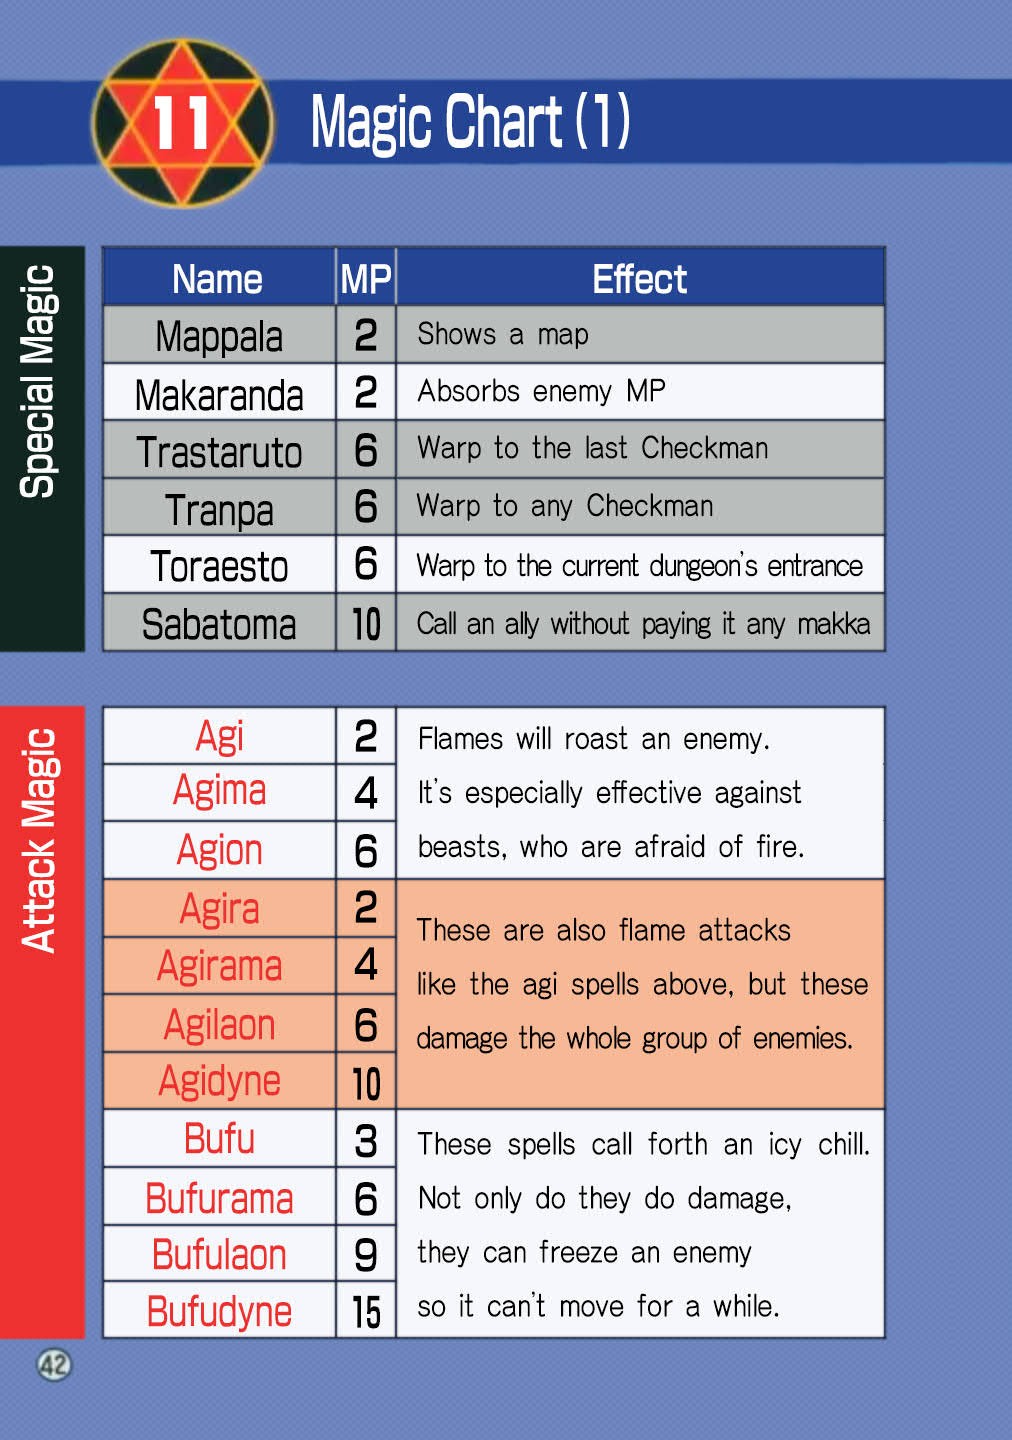 11
Magic Chart (1)
Special Magic
Name MP Effect
Mappala 2 Shows a map
Makaranda 2 Absorbs enemy MP
Trastaruto 6 Warp to the last Checkman
Tranpa 6 Warp to any Checkman
Toraesto 6 Warp to the current dungeon's entrance
Sabatoma 10 Call an ally without paying it any makka
Attack Magic
Agi 2 Flames will roast an enemy.
Agima 4 It's especially effective against
Agion 6 beasts, who are afraid of fire.
Agira 2 These are also flame attacks
Agirama 4 like the agi spells above, but these
Agilaon 6 damage the whole group of enemies.
Agidyne 10
Bufu 3 These spells call forth an icy chill.
Bufurama 6 Not only do they do damage,
Bufulaon 9 they can freeze an enemy
Bufudyne 15 so it can't move for a while.
42